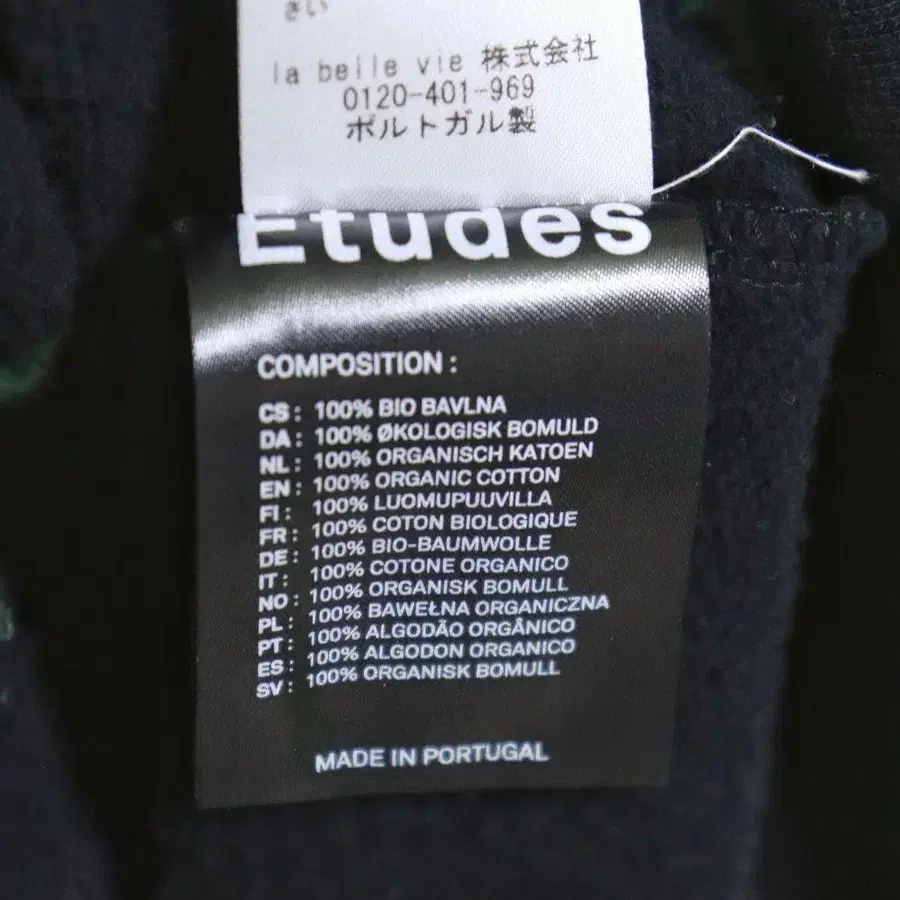 さい
la belle vie 株式会社
0120-401-969
ポルトガル製
Études
COMPOSITION :
CS : 100% BIO BAVLNA
DA : 100% ØKOLOGISK BOMULD
NL : 100% ORGANISCH KATOEN
EN : 100% ORGANIC COTTON
FI : 100% LUOMUPUUVILLA
FR : 100% COTON BIOLOGIQUE
DE : 100% BIO-BAUMWOLLE
IT : 100% COTONE ORGANICO
NO : 100% ORGANISK BOMULL
PL : 100% BAWEŁNA ORGANICZNA
PT : 100% ALGODÃO ORGÂNICO
ES : 100% ALGODON ORGANICO
SV : 100% ORGANISK BOMULL
MADE IN PORTUGAL